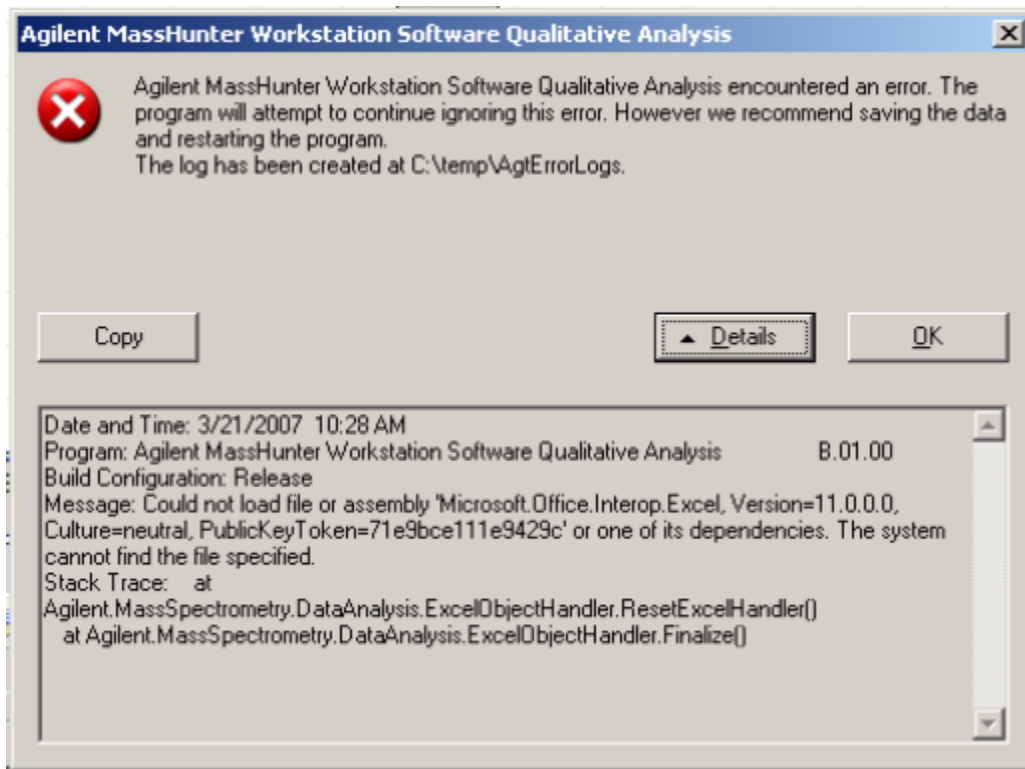 Agilent MassHunter Workstation Software Qualitative Analysis
Agilent MassHunter Workstation Software Qualitative Analysis encountered an error. The
program will attempt to continue ignoring this error. However we recommend saving the data
and restarting the program.
The log has been created at C:\temp\AgtErrorLogs.
Copy
Details
OK
Date and Time: 3/21/2007 10:28 AM
Program: Agilent MassHunter Workstation Software Qualitative Analysis B.01.00
Build Configuration: Release
Message: Could not load file or assembly 'Microsoft.Office.Interop.Excel, Version=11.0.0.0,
Culture=neutral, PublicKeyToken=71e9bce111e9429c' or one of its dependencies. The system
cannot find the file specified.
Stack Trace: at
Agilent.MassSpectrometry.DataAnalysis.ExcelObjectHandler.ResetExcelHandler()
at Agilent.MassSpectrometry.DataAnalysis.ExcelObjectHandler.Finalize()